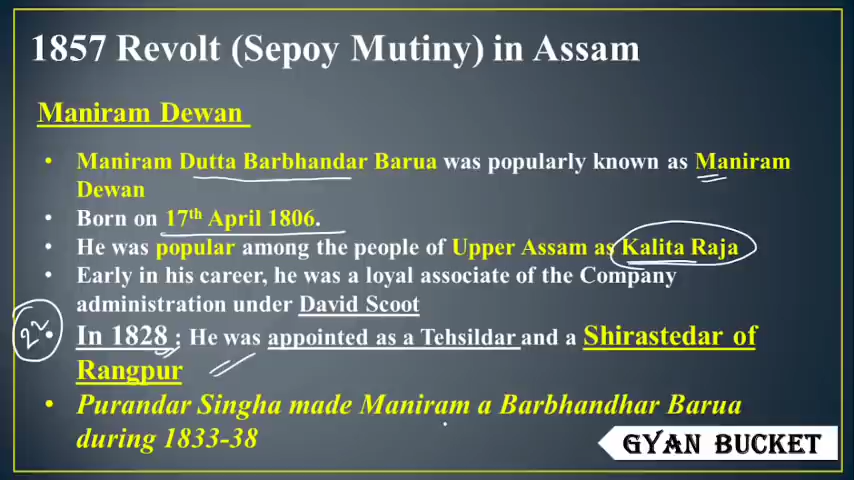 1857 Revolt (Sepoy Mutiny) in Assam
Maniram Dewan
• Maniram Dutta Barbhandar Barua was popularly known as Maniram
Dewan
• Born on 17th April 1806.
• He was popular among the people of Upper Assam as Kalita Raja
• Early in his career, he was a loyal associate of the Company
administration under David Scoot
22 • In 1828 : He was appointed as a Tehsildar and a Shirastedar of
Rangpur
• Purandar Singha made Maniram a Barbhandhar Barua
during 1833-38
GYAN BUCKET